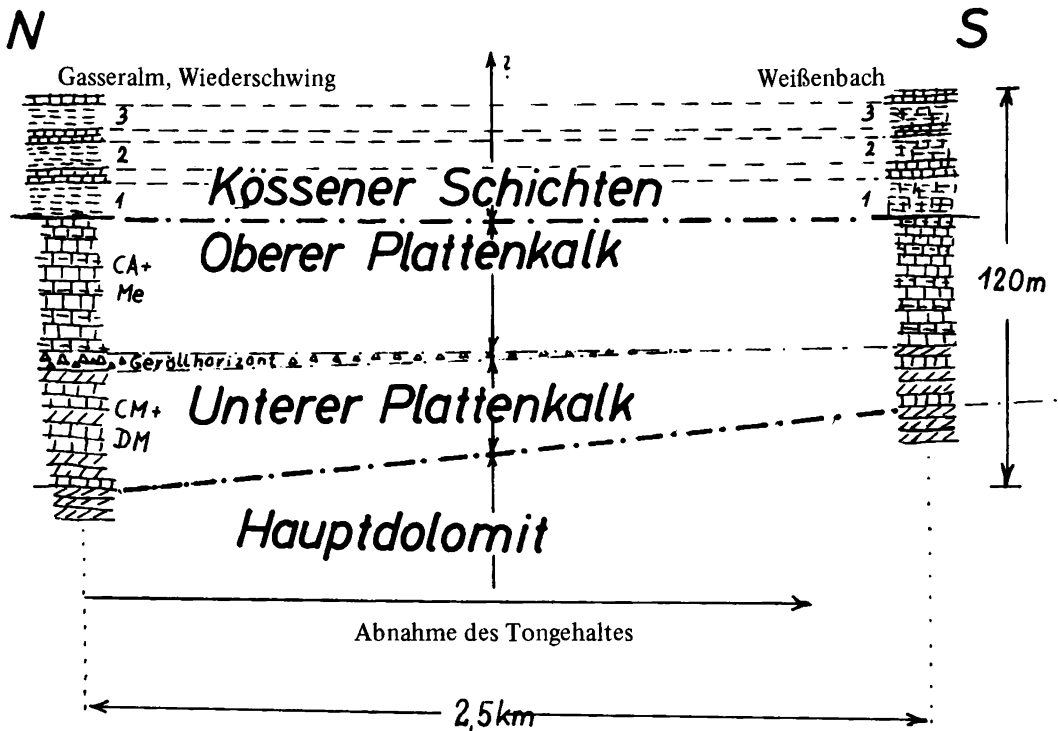 N
S
Gasseralm, Wiederschwing
?
Weißenbach
3
3
2
2
Kössener Schichten
1
1
Oberer Plattenkalk
CA+
Me
120m
Geröllhorizont
Unterer Plattenkalk
CM+
DM
Hauptdolomit
Abnahme des Tongehaltes
2,5km